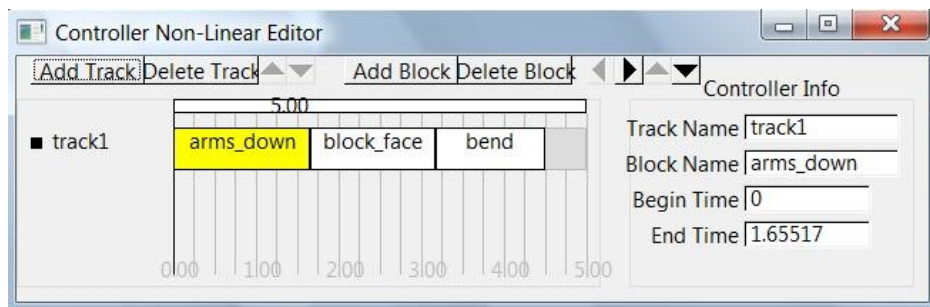 Controller Non-Linear Editor
Add Track Delete Track Add Block Delete Block
Controller Info
5.00
track1 arms_down block_face bend
Track Name track1
Block Name arms_down
Begin Time 0
End Time 1.65517
0.00 1.00 2.00 3.00 4.00 5.00